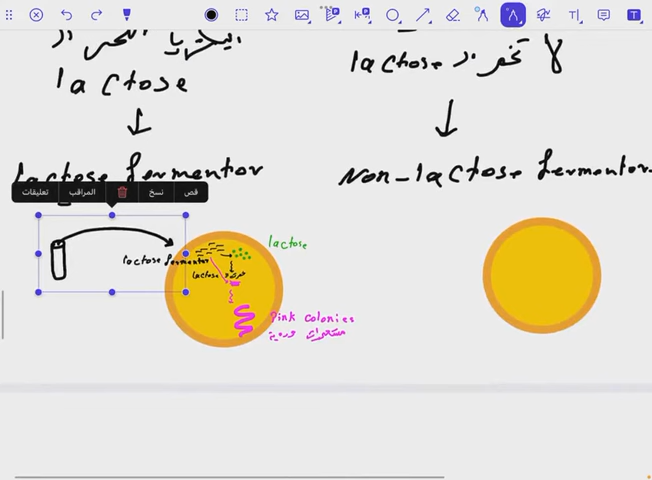 lactose
لا تخمر lactose
Lactose fermentor
Non-lactose fermentor
تعليقات
المراقب
نسخ
قص
lactose
lactose fermentor
lactose
Pink colonies
مستعمرات وردية